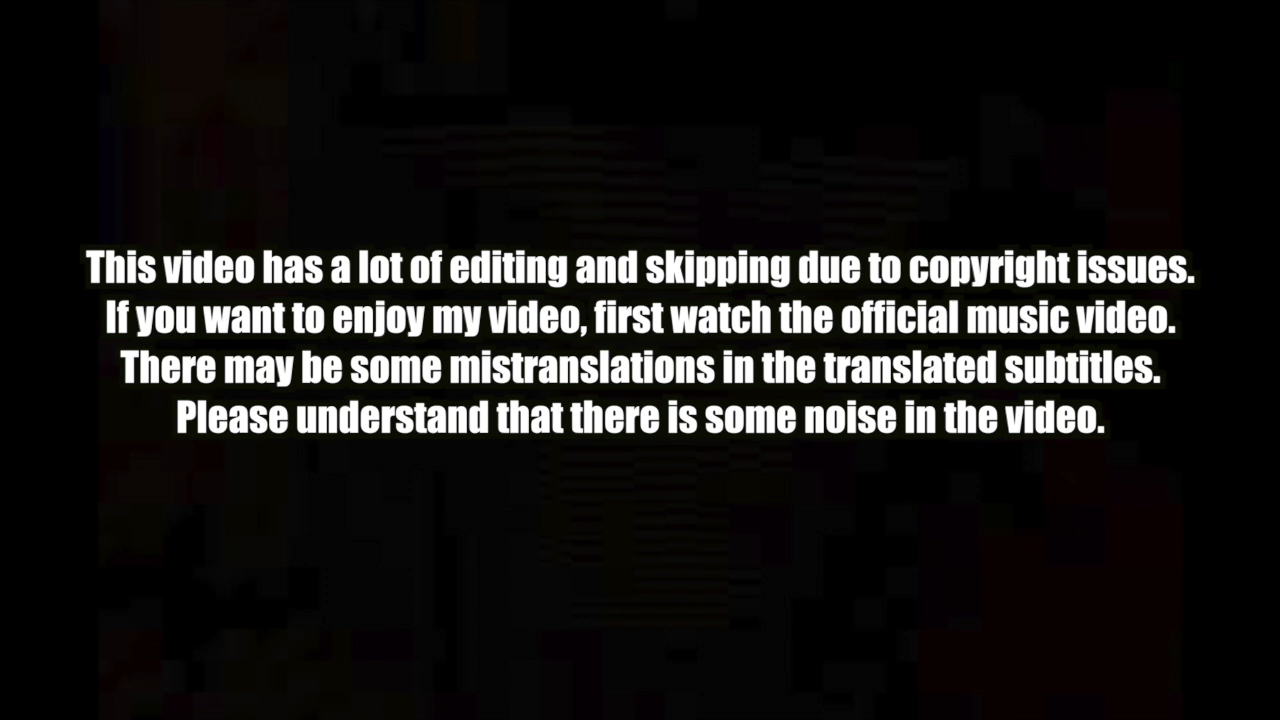 This video has a lot of editing and skipping due to copyright issues.
If you want to enjoy my video, first watch the official music video.
There may be some mistranslations in the translated subtitles.
Please understand that there is some noise in the video.